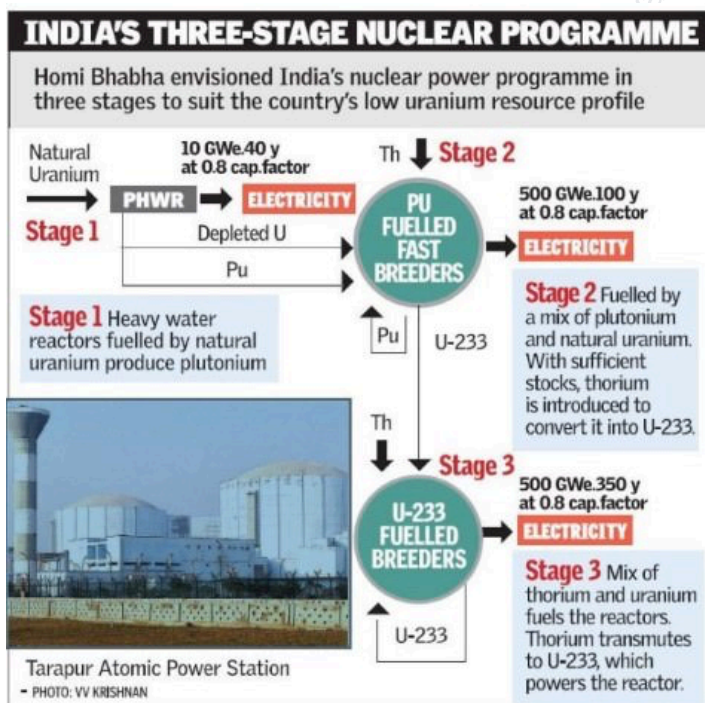 INDIA'S THREE-STAGE NUCLEAR PROGRAMME
Homi Bhabha envisioned India's nuclear power programme in
three stages to suit the country's low uranium resource profile
Natural
Uranium
Stage 1
PHWR
10 GWe.40 y
at 0.8 cap.factor
ELECTRICITY
Depleted U
Pu
Th
Stage 2
PU
FUELLED
FAST
BREEDERS
500 GWe.100 y
at 0.8 cap.factor
ELECTRICITY
Stage 1 Heavy water
reactors fuelled by natural
uranium produce plutonium
Pu
U-233
Stage 2 Fuelled by
a mix of plutonium
and natural uranium.
With sufficient
stocks, thorium
is introduced to
convert it into U-233.
Th
Stage 3
U-233
FUELLED
BREEDERS
500 GWe.350 y
at 0.8 cap.factor
ELECTRICITY
U-233
Stage 3 Mix of
thorium and uranium
fuels the reactors.
Thorium transmutes
to U-233, which
powers the reactor.
Tarapur Atomic Power Station
- PHOTO: VV KRISHNAN